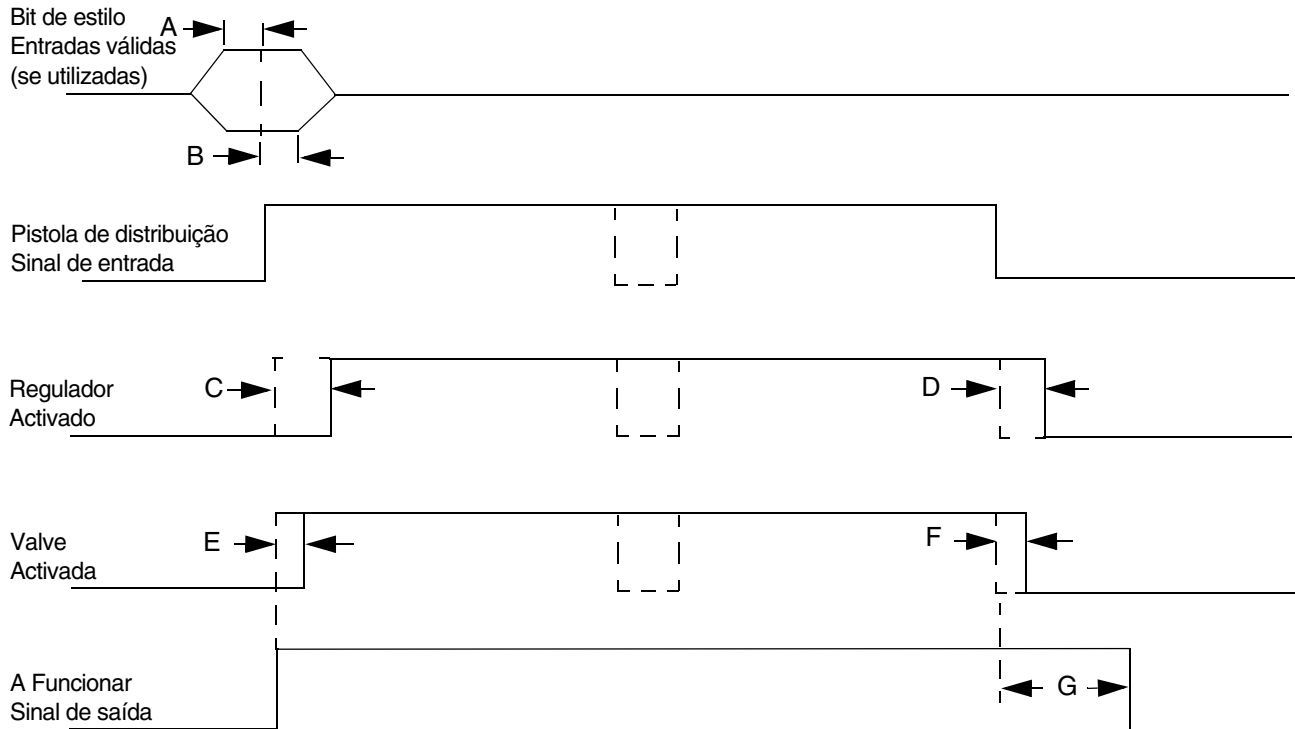 Bit de estilo
Entradas válidas
(se utilizadas)
A
B
Pistola de distribuição
Sinal de entrada
Regulador
Activado
C
D
Valve
Activada
E
F
A Funcionar
Sinal de saída
G